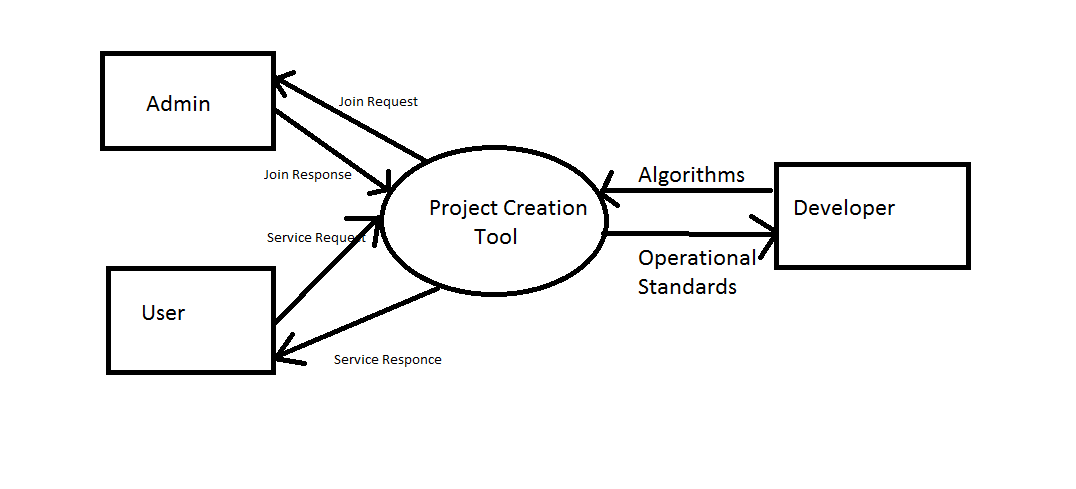 Admin
Join Request
Join Response
Algorithms
Project Creation
Tool
Developer
Service Request
Operational
Standards
User
Service Responce